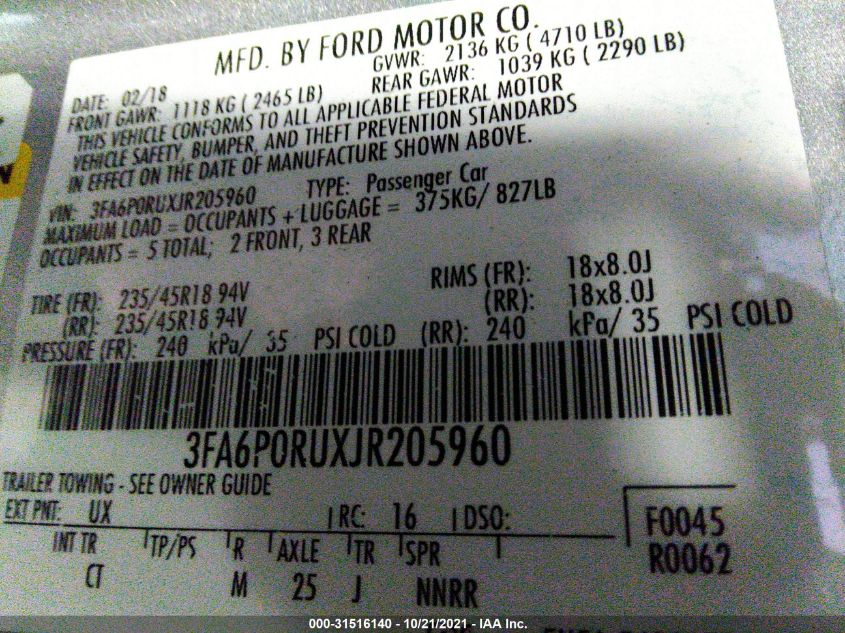 MFD. BY FORD MOTOR CO.
DATE: 02/18 GVWR: 2136 KG ( 4710 LB)
FRONT GAWR: 1118 KG ( 2465 LB) REAR GAWR: 1039 KG ( 2290 LB)
THIS VEHICLE CONFORMS TO ALL APPLICABLE FEDERAL MOTOR
VEHICLE SAFETY, BUMPER, AND THEFT PREVENTION STANDARDS
IN EFFECT ON THE DATE OF MANUFACTURE SHOWN ABOVE.
VIN: 3FA6P0RUXJR205960 TYPE: Passenger Car
MAXIMUM LOAD = OCCUPANTS + LUGGAGE = 375KG/ 827LB
OCCUPANTS = 5 TOTAL; 2 FRONT, 3 REAR
TIRE (FR): 235/45R18 94V RIMS (FR): 18x8.0J
(RR): 235/45R18 94V (RR): 18x8.0J
PRESSURE (FR): 240 kPa/ 35 PSI COLD (RR): 240 kPa/ 35 PSI COLD
3FA6P0RUXJR205960
TRAILER TOWING - SEE OWNER GUIDE
EXT PNT: UX RC: 16 DSO: F0045
INT TR TP/PS R AXLE TR SPR R0062
CT M 25 J NNRR
000-31516140 - 10/21/2021 - IAA Inc.